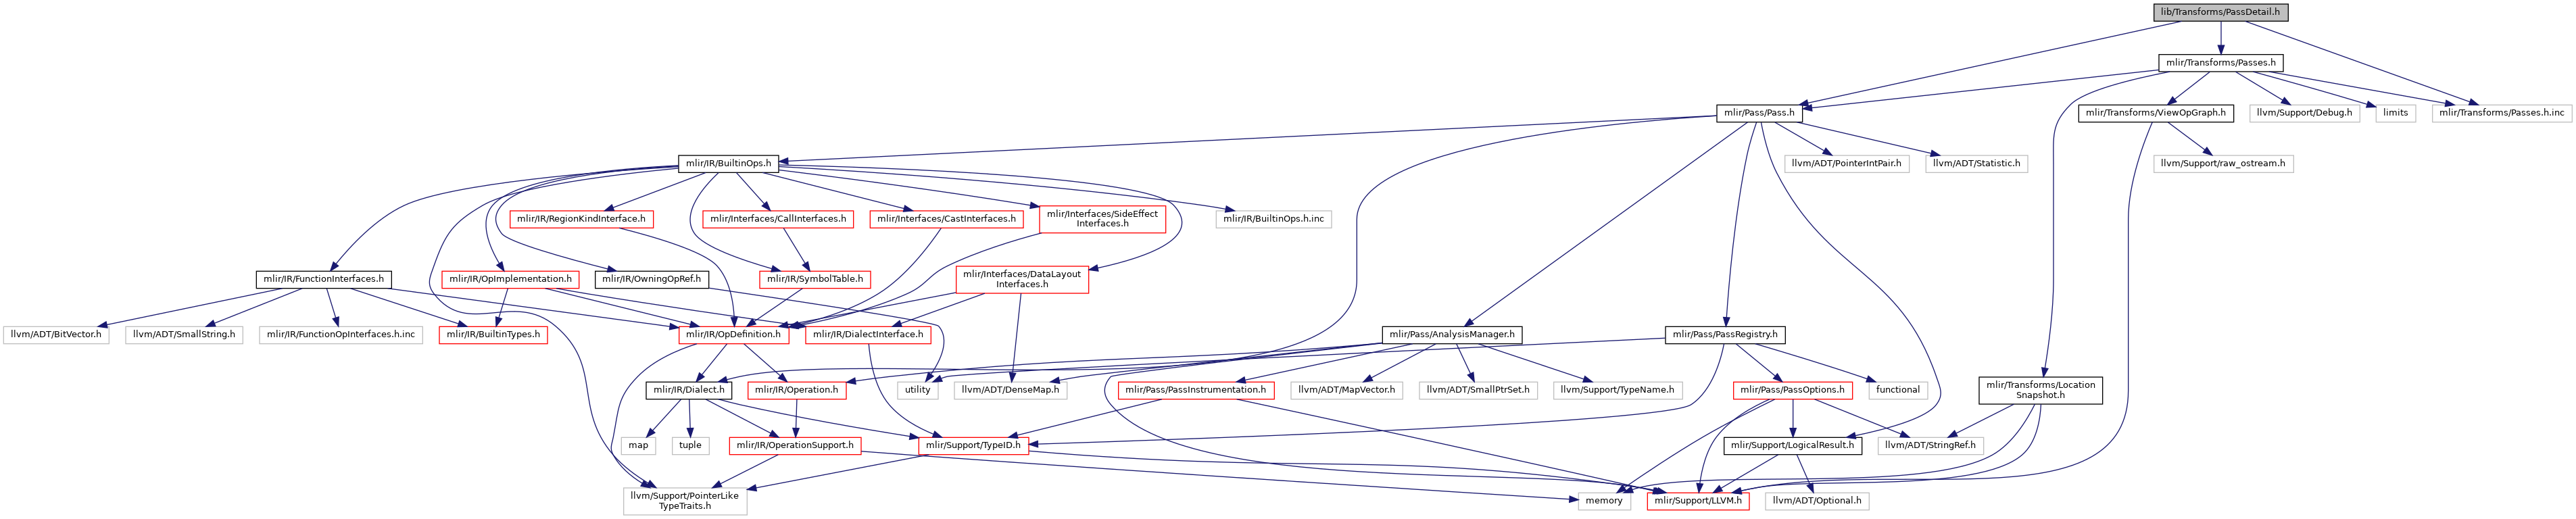 lib/Transforms/PassDetail.h
mlir/Transforms/Passes.h
mlir/Pass/Pass.h
mlir/Transforms/ViewOpGraph.h
llvm/Support/Debug.h
limits
mlir/Transforms/Passes.h.inc
mlir/IR/BuiltinOps.h
llvm/ADT/PointerIntPair.h
llvm/ADT/Statistic.h
llvm/Support/raw_ostream.h
mlir/IR/RegionKindInterface.h
mlir/Interfaces/CallInterfaces.h
mlir/Interfaces/CastInterfaces.h
mlir/Interfaces/SideEffect
Interfaces.h
mlir/IR/BuiltinOps.h.inc
mlir/IR/FunctionInterfaces.h
mlir/IR/OpImplementation.h
mlir/IR/OwningOpRef.h
mlir/IR/SymbolTable.h
mlir/Interfaces/DataLayout
Interfaces.h
llvm/ADT/BitVector.h
llvm/ADT/SmallString.h
mlir/IR/FunctionOpInterfaces.h.inc
mlir/IR/BuiltinTypes.h
mlir/IR/OpDefinition.h
mlir/IR/DialectInterface.h
mlir/Pass/AnalysisManager.h
mlir/Pass/PassRegistry.h
mlir/IR/Dialect.h
mlir/IR/Operation.h
utility
llvm/ADT/DenseMap.h
mlir/Pass/PassInstrumentation.h
llvm/ADT/MapVector.h
llvm/ADT/SmallPtrSet.h
llvm/Support/TypeName.h
mlir/Pass/PassOptions.h
functional
mlir/Transforms/Location
Snapshot.h
map
tuple
mlir/IR/OperationSupport.h
mlir/Support/TypeID.h
mlir/Support/LogicalResult.h
llvm/ADT/StringRef.h
llvm/Support/PointerLike
TypeTraits.h
memory
mlir/Support/LLVM.h
llvm/ADT/Optional.h